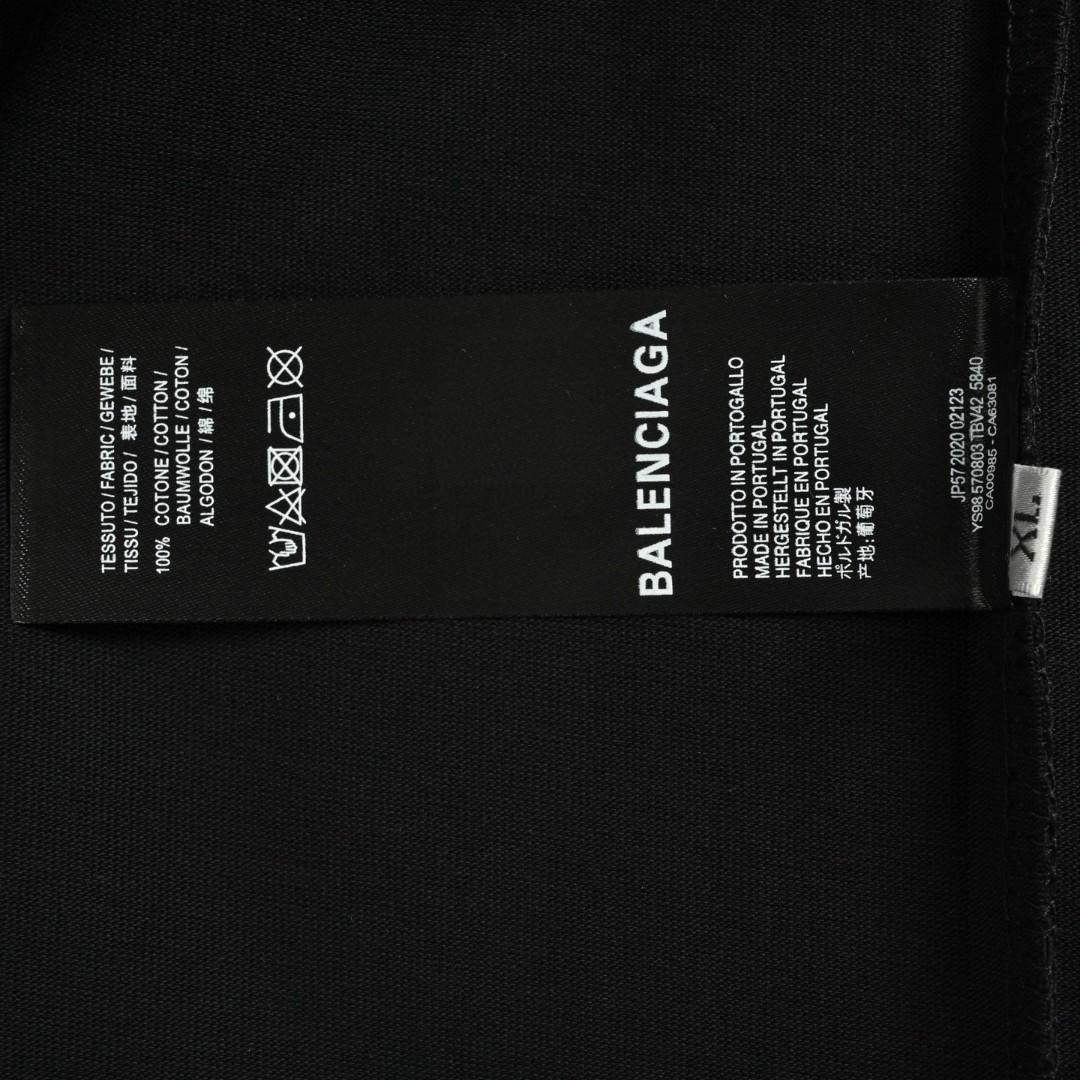 TESSUTO / FABRIC / GEWEBE /
TISSU / TEJIDO / 表地 / 面料
100% COTONE / COTTON /
BAUMWOLLE / COTON /
ALGODON / 綿 / 绵
BALENCIAGA
PRODOTTO IN PORTOGALLO
MADE IN PORTUGAL
HERGESTELLT IN PORTUGAL
FABRIQUE EN PORTUGAL
HECHO EN PORTUGAL
ポルドガル製
产地:葡萄牙
JP57 2020 02123
YS98 570803 TBV42 5840
CA00985 - CA63081
XL